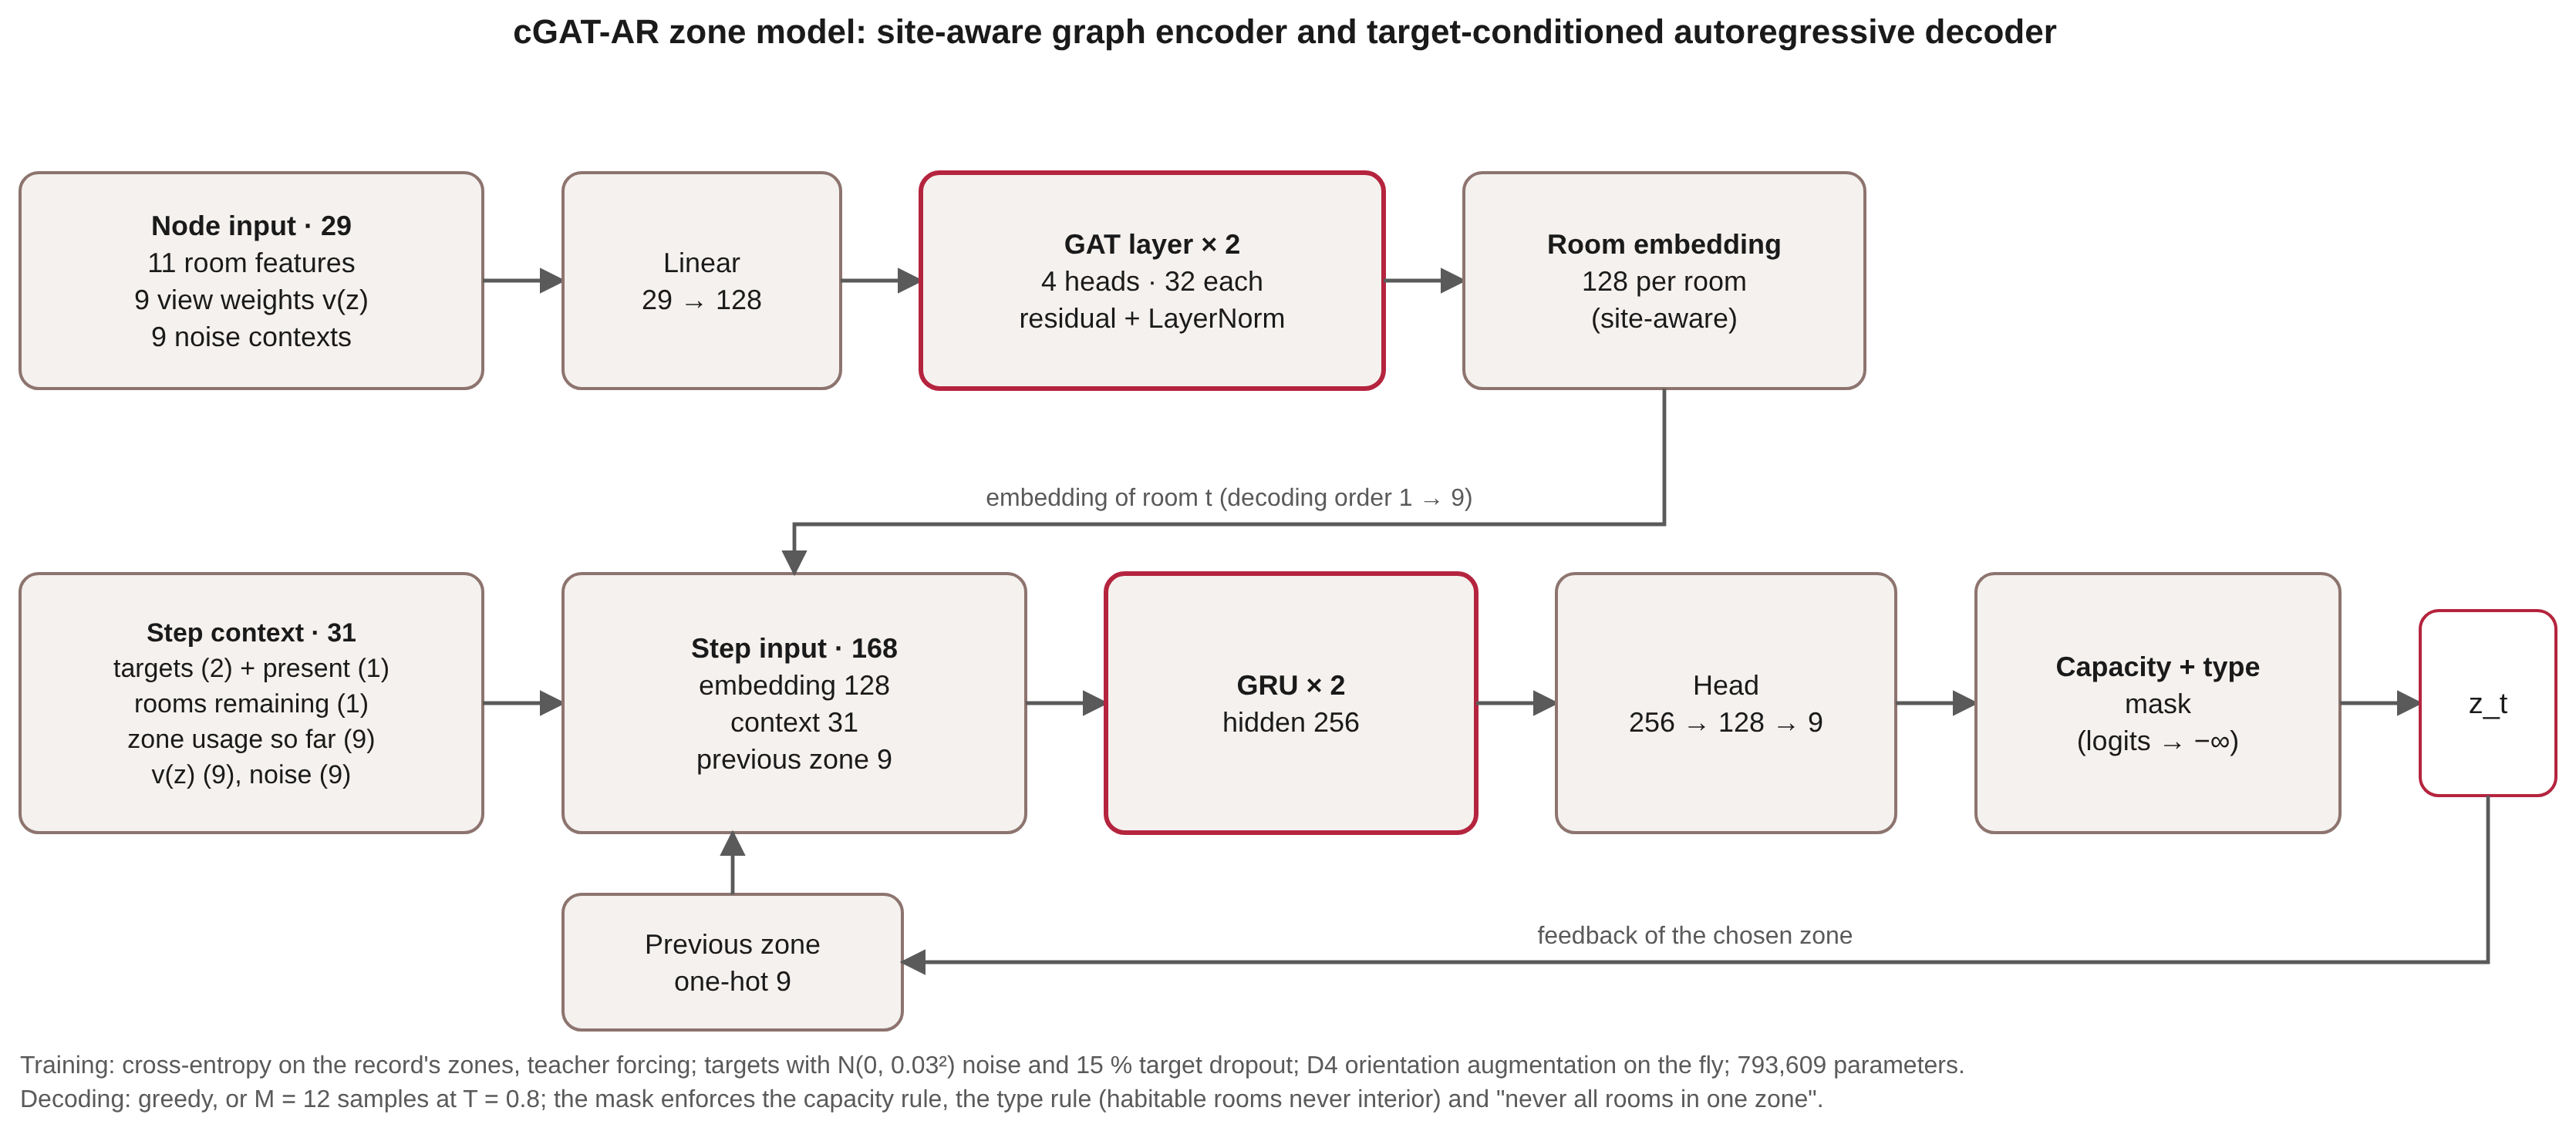 cGAT-AR zone model: site-aware graph encoder and target-conditioned autoregressive decoder
Node input · 29
11 room features
9 view weights v(z)
9 noise contexts
Linear
29 → 128
GAT layer × 2
4 heads · 32 each
residual + LayerNorm
Room embedding
128 per room
(site-aware)
embedding of room t (decoding order 1 → 9)
Step context · 31
targets (2) + present (1)
rooms remaining (1)
zone usage so far (9)
v(z) (9), noise (9)
Step input · 168
embedding 128
context 31
previous zone 9
GRU × 2
hidden 256
Head
256 → 128 → 9
Capacity + type
mask
(logits → −∞)
z_t
Previous zone
one-hot 9
feedback of the chosen zone
Training: cross-entropy on the record's zones, teacher forcing; targets with N(0, 0.03²) noise and 15 % target dropout; D4 orientation augmentation on the fly; 793,609 parameters.
Decoding: greedy, or M = 12 samples at T = 0.8; the mask enforces the capacity rule, the type rule (habitable rooms never interior) and "never all rooms in one zone".